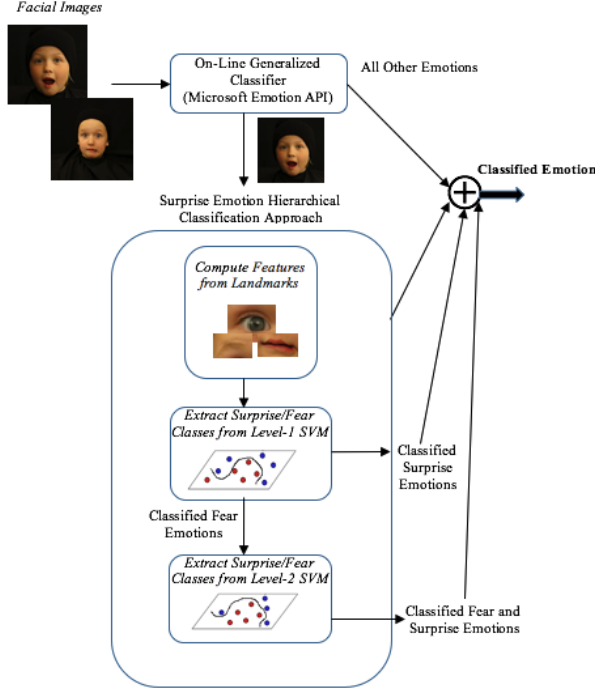 Facial Images
On-Line Generalized
Classifier
(Microsoft Emotion API)
All Other Emotions
Classified Emotion
Surprise Emotion Hierarchical
Classification Approach
Compute Features
from Landmarks
Extract Surprise/Fear
Classes from Level-1 SVM
Classified
Surprise
Emotions
Classified Fear
Emotions
Extract Surprise/Fear
Classes from Level-2 SVM
Classified Fear and
Surprise Emotions